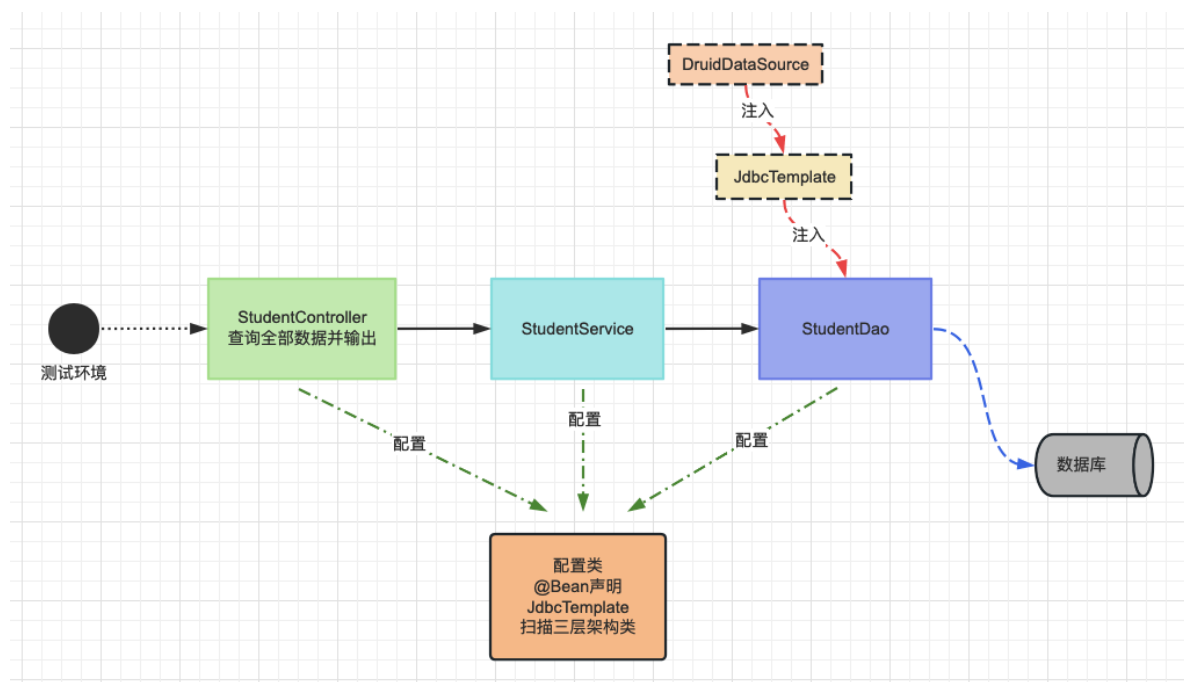 DruidDataSource
注入
JdbcTemplate
注入
StudentController
查询全部数据并输出
StudentService
StudentDao
测试环境
配置
配置
配置
数据库
配置类
@Bean声明
JdbcTemplate
扫描三层架构类